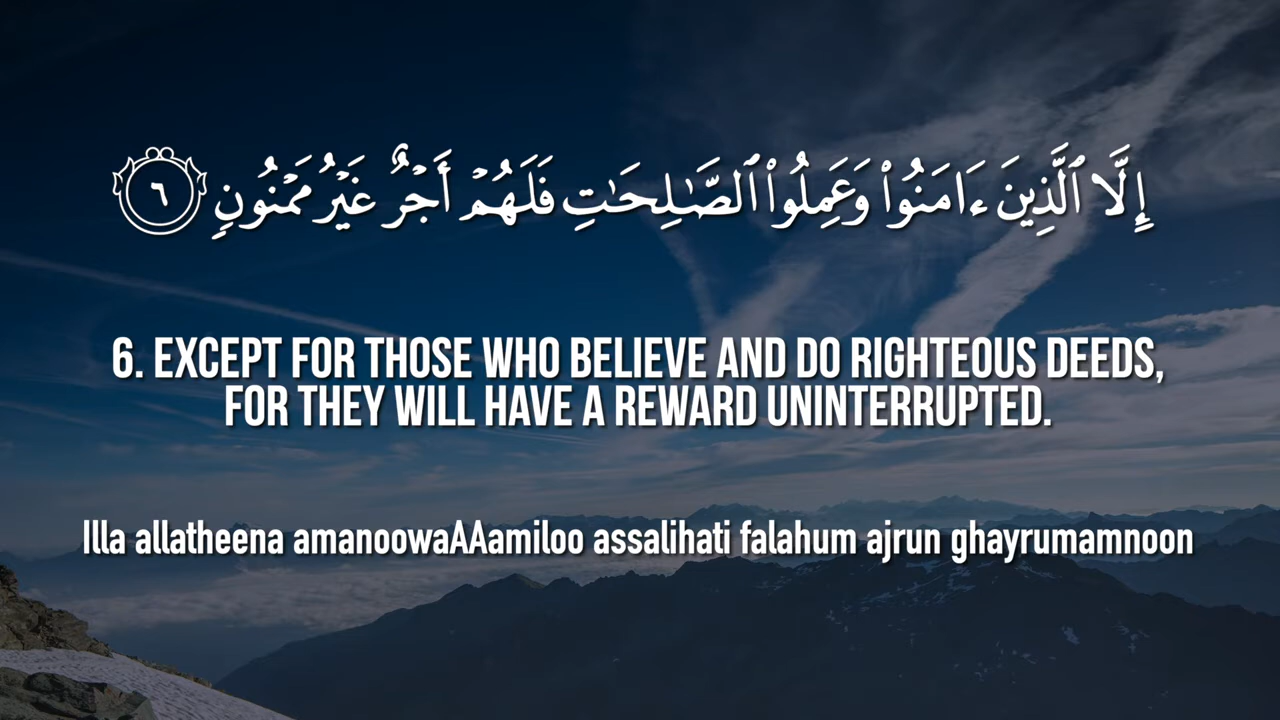 إِلَّا ٱلَّذِينَ ءَامَنُوا۟ وَعَمِلُوا۟ ٱلصَّـٰلِحَـٰتِ فَلَهُمْ أَجْرٌ غَيْرُ مَمْنُونٍ ٦
6. EXCEPT FOR THOSE WHO BELIEVE AND DO RIGHTEOUS DEEDS,
FOR THEY WILL HAVE A REWARD UNINTERRUPTED.
Illa allatheena amanoowaAAamiloo assalihati falahum ajrun ghayrumamnoon